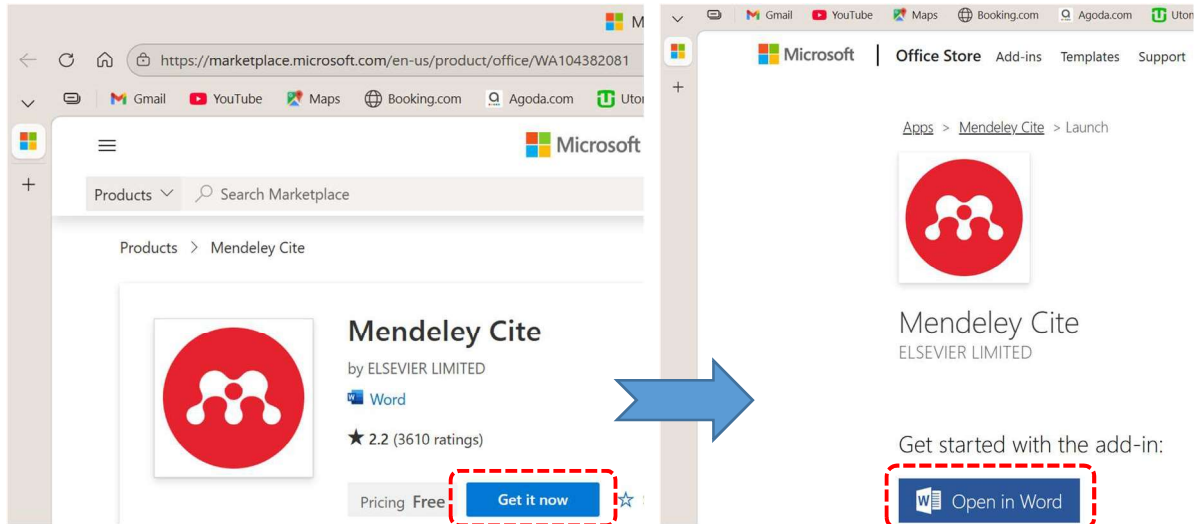 M
https://marketplace.microsoft.com/en-us/product/office/WA104382081
Gmail YouTube Maps Booking.com Agoda.com Uto
Microsoft
Products Search Marketplace
Products > Mendeley Cite
Mendeley Cite
by ELSEVIER LIMITED
Word
★ 2.2 (3610 ratings)
Pricing Free Get it now
Gmail YouTube Maps Booking.com Agoda.com Utom
Microsoft | Office Store Add-ins Templates Support
Apps > Mendeley Cite > Launch
Mendeley Cite
ELSEVIER LIMITED
Get started with the add-in:
Open in Word